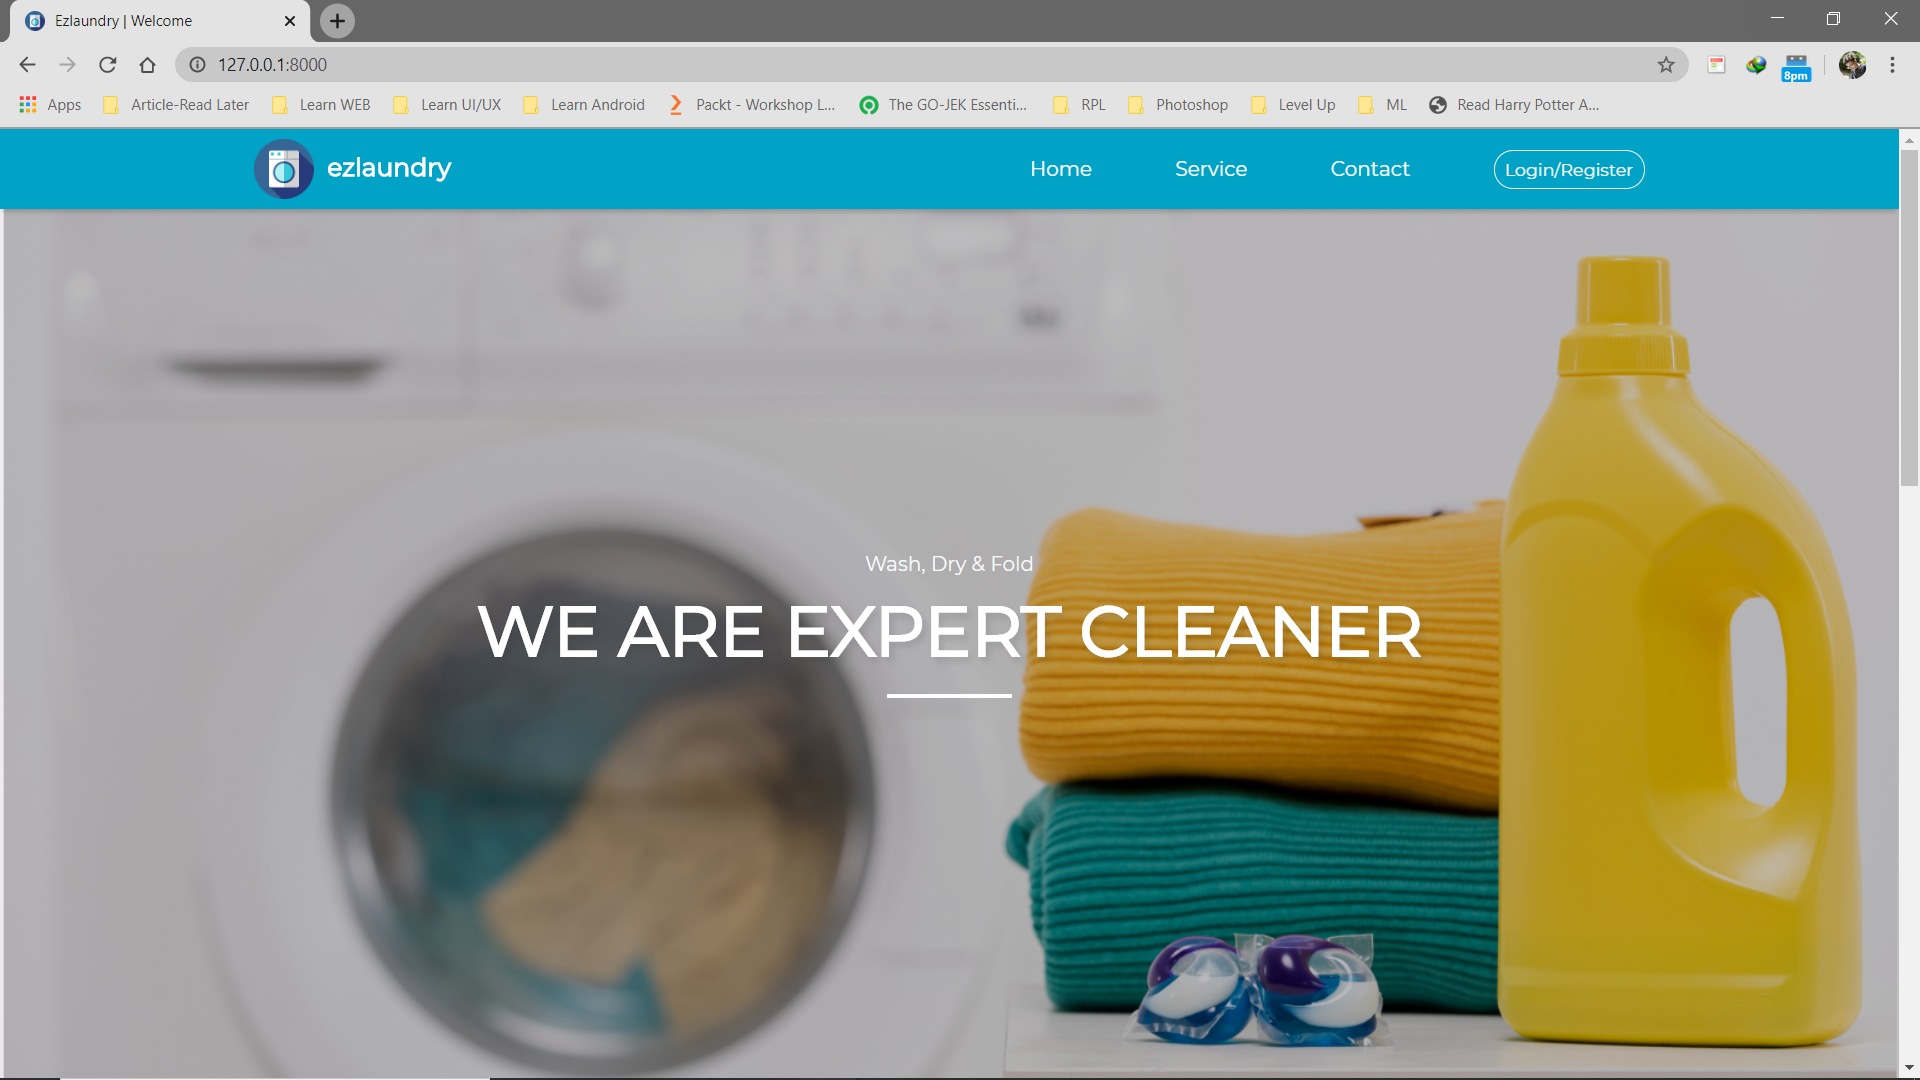 Ezlaundry | Welcome
127.0.0.1:8000
8pm
Apps Article-Read Later Learn WEB Learn UI/UX Learn Android Packt - Workshop L... The GO-JEK Essenti... RPL Photoshop Level Up ML Read Harry Potter A...
ezlaundry Home Service Contact Login/Register
Wash, Dry & Fold
WE ARE EXPERT CLEANER